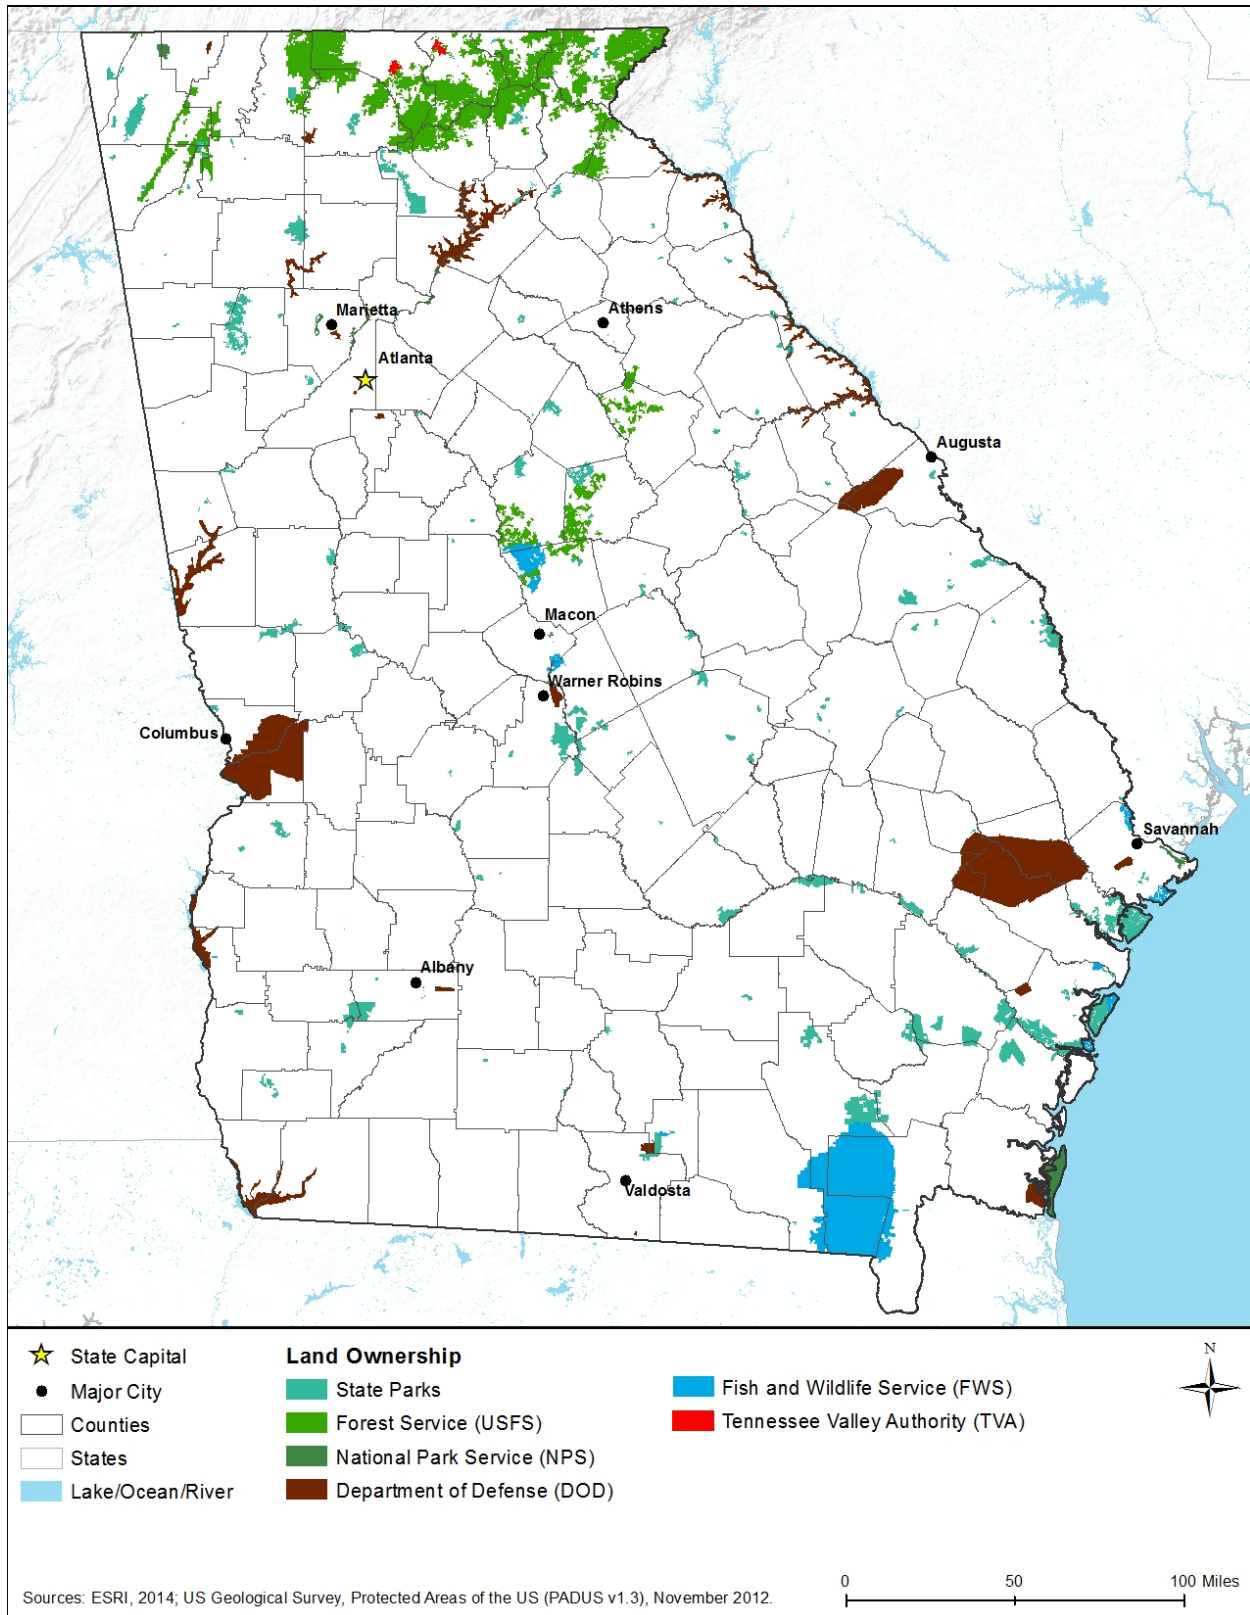 Marietta
Athens
Atlanta
Augusta
Macon
Warner Robins
Columbus
Savannah
Albany
Valdosta
State Capital
Major City
Counties
States
Lake/Ocean/River
Land Ownership
State Parks
Forest Service (USFS)
National Park Service (NPS)
Department of Defense (DOD)
Fish and Wildlife Service (FWS)
Tennessee Valley Authority (TVA)
N
0 50 100 Miles
Sources: ESRI, 2014; US Geological Survey, Protected Areas of the US (PADUS v1.3), November 2012.